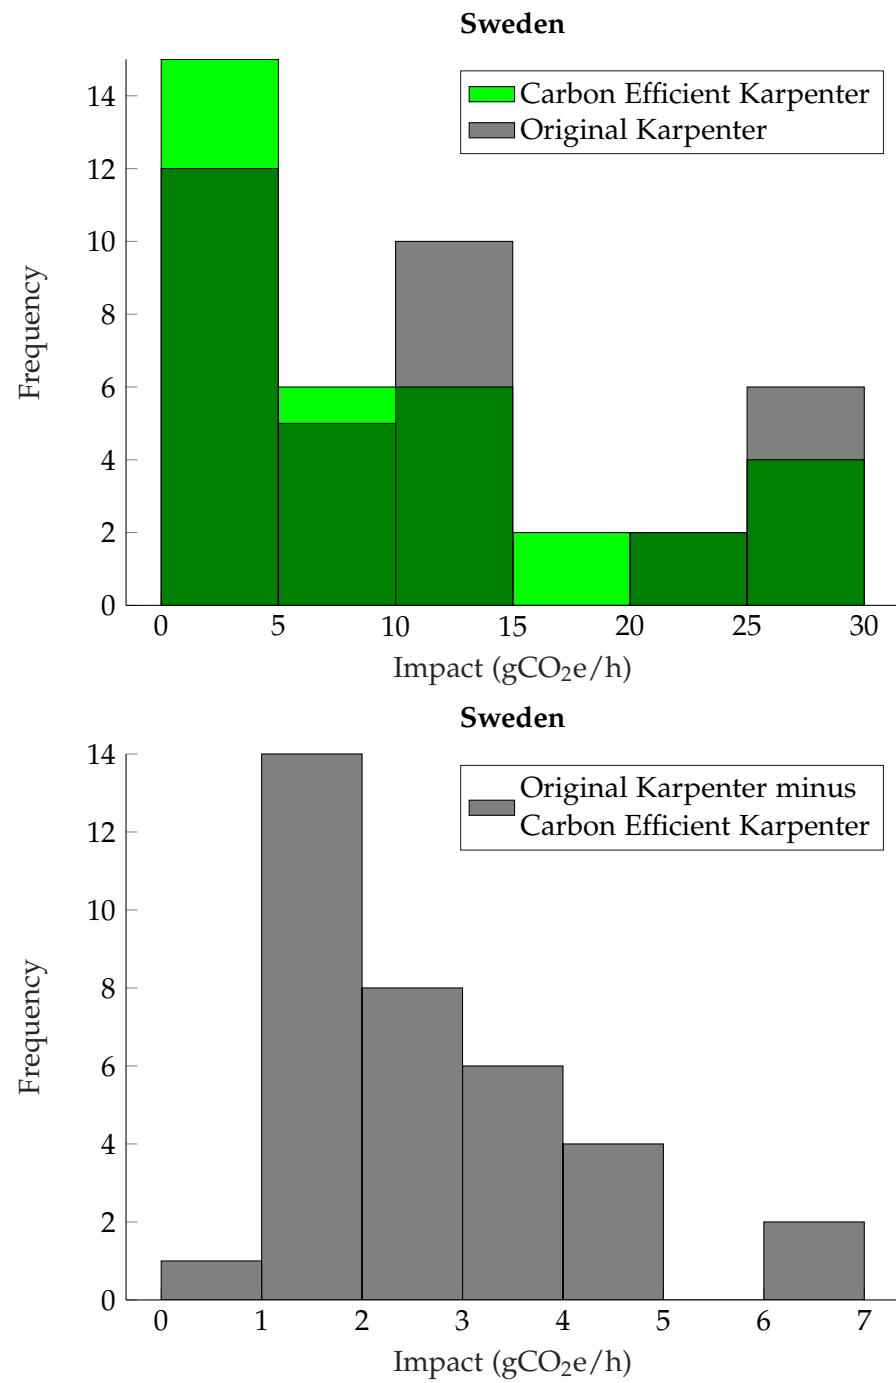 Sweden
Carbon Efficient Karpenter
Original Karpenter
14
12
10
8
6
4
2
0
Frequency
0 5 10 15 20 25 30
Impact (gCO₂e/h)
Sweden
Original Karpenter minus
Carbon Efficient Karpenter
14
12
10
8
6
4
2
0
Frequency
0 1 2 3 4 5 6 7
Impact (gCO₂e/h)